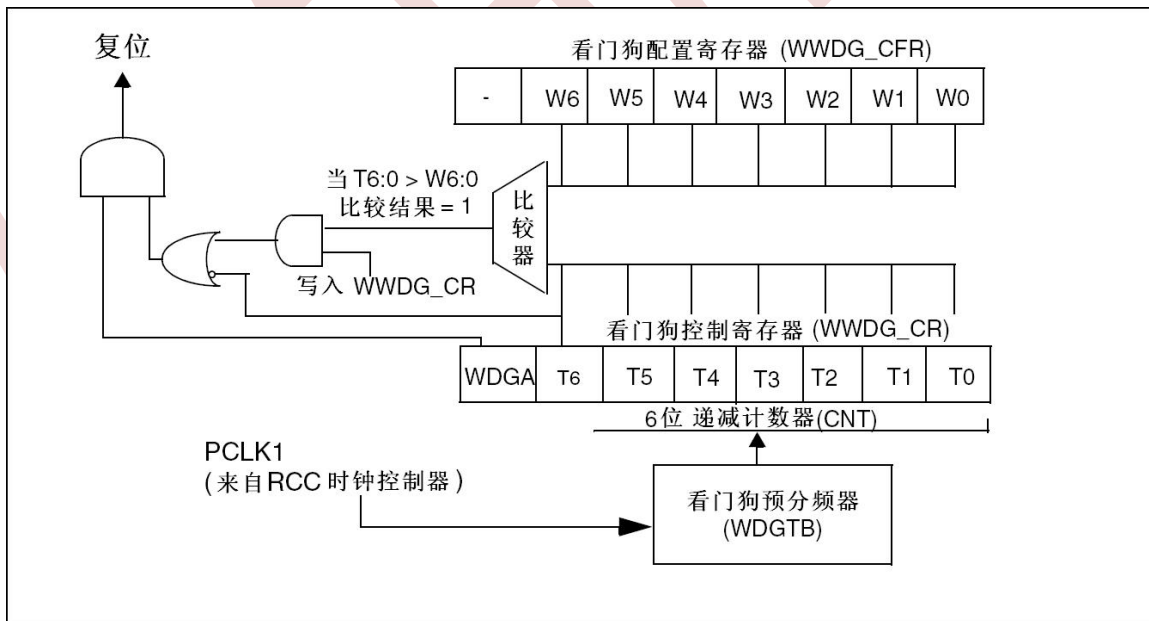 复位
看门狗配置寄存器 (WWDG_CFR)
- W6 W5 W4 W3 W2 W1 W0
当 T6:0 > W6:0
比较结果 = 1
比较器
写入 WWDG_CR
看门狗控制寄存器 (WWDG_CR)
WDGA T6 T5 T4 T3 T2 T1 T0
6位 递减计数器(CNT)
PCLK1
(来自RCC 时钟控制器)
看门狗预分频器
(WDGTB)